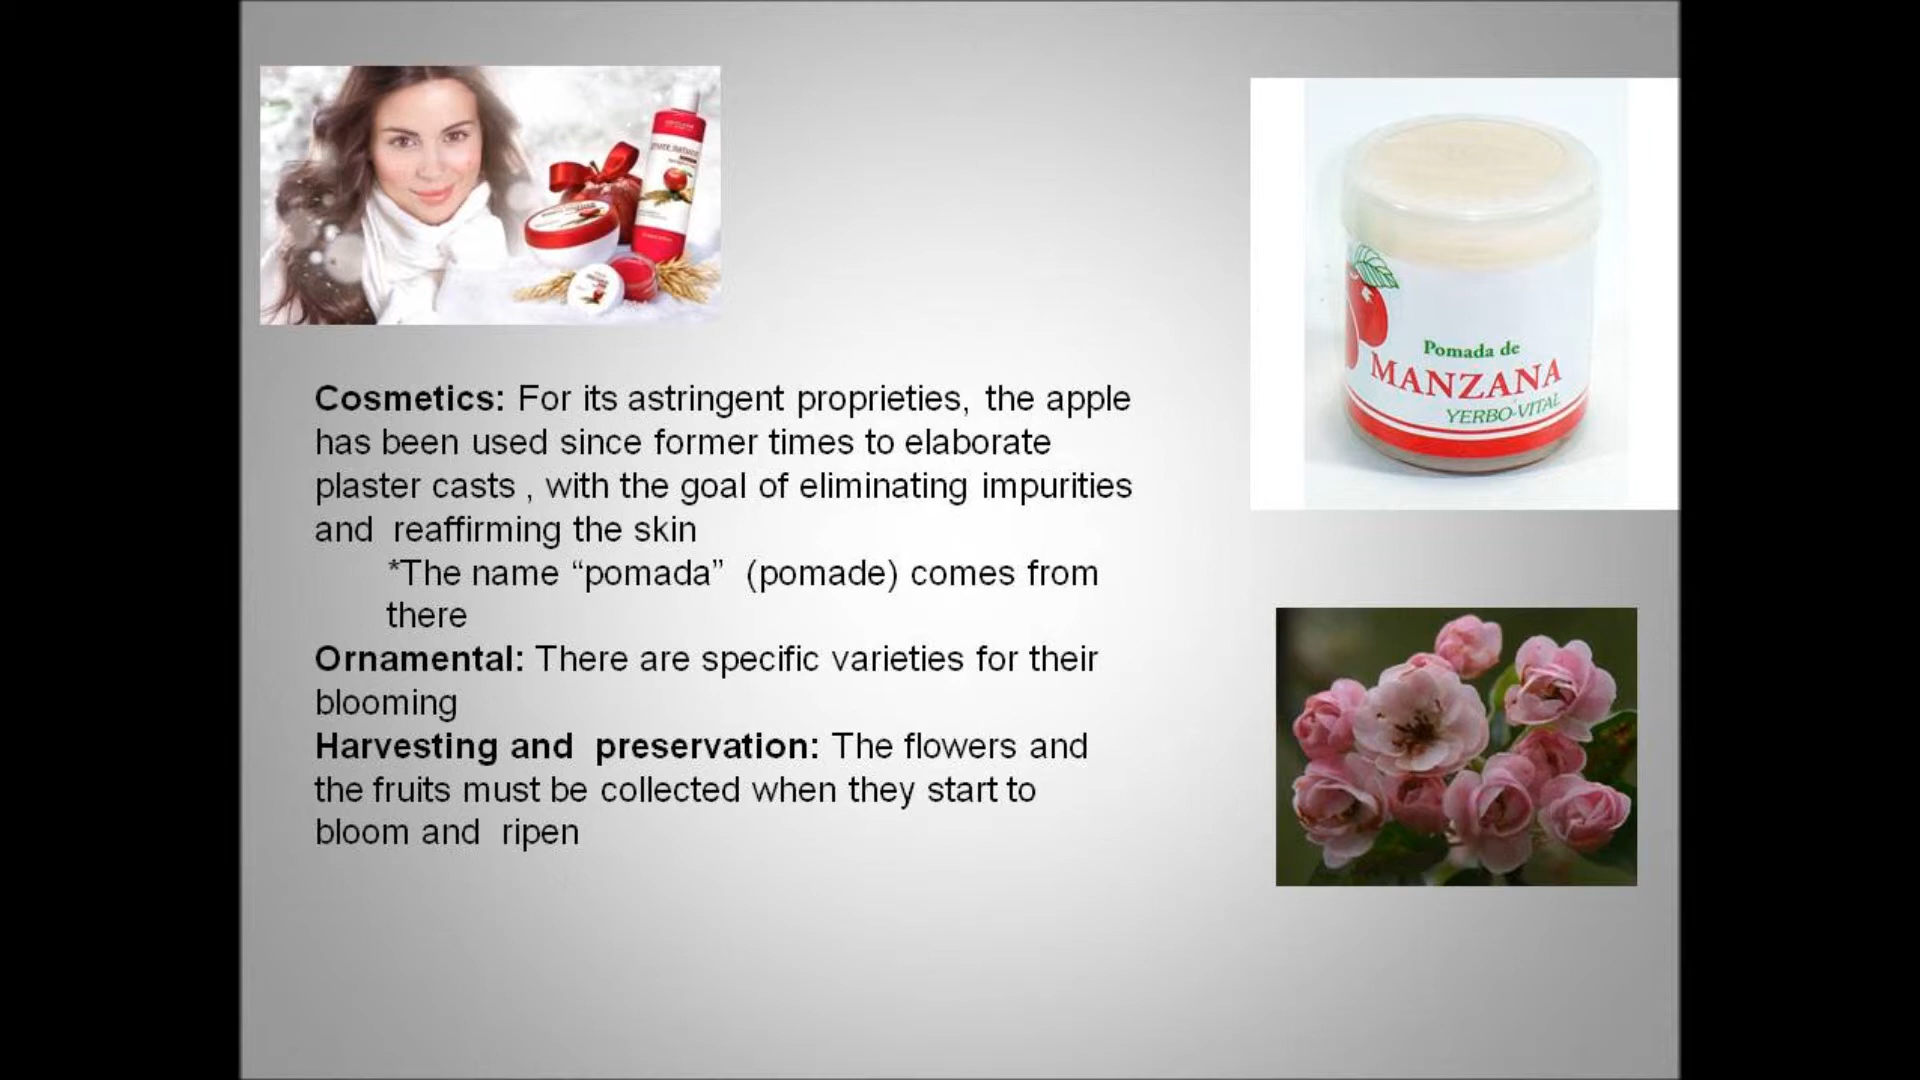 pure nature
Pomada de
MANZANA
YERBO-VITAL
Cosmetics: For its astringent proprieties, the apple
has been used since former times to elaborate
plaster casts , with the goal of eliminating impurities
and reaffirming the skin
*The name “pomada” (pomade) comes from
there
Ornamental: There are specific varieties for their
blooming
Harvesting and preservation: The flowers and
the fruits must be collected when they start to
bloom and ripen